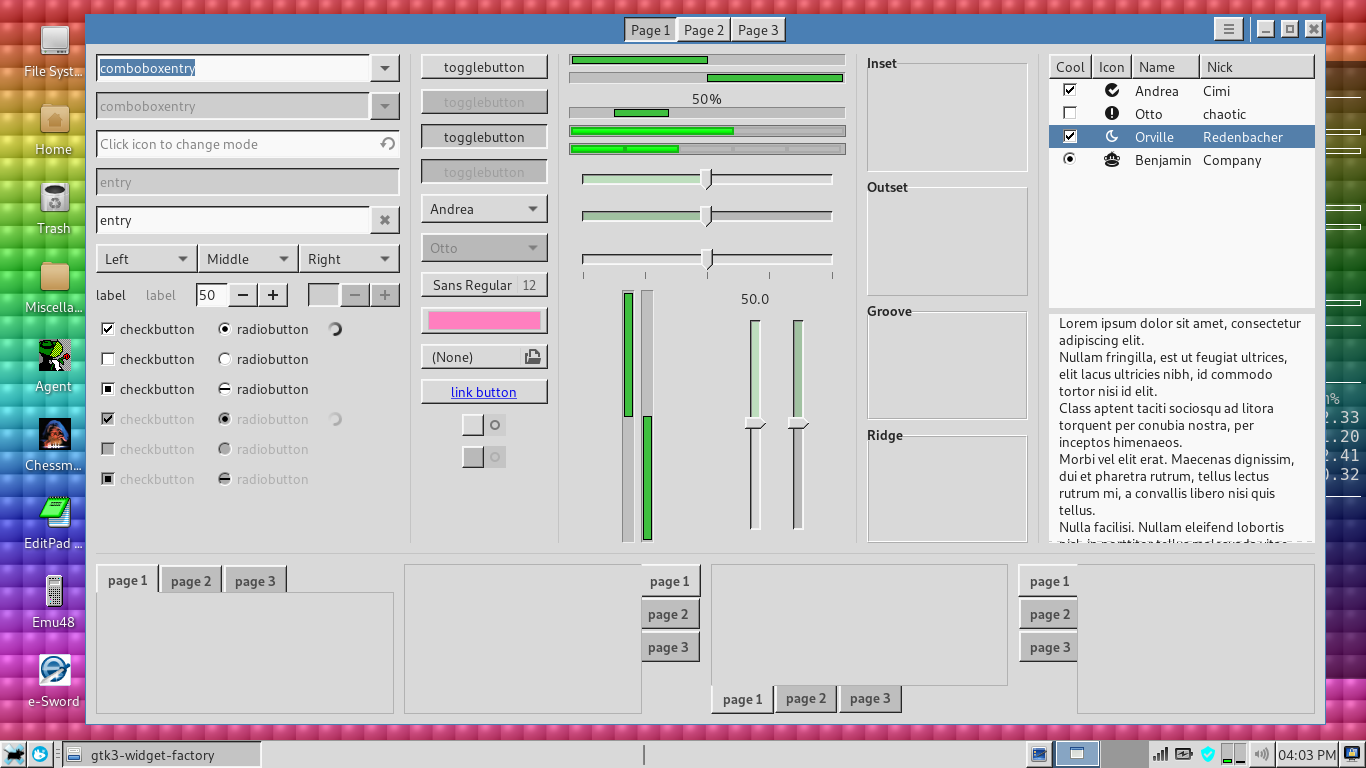 Page 1 Page 2 Page 3
File Syst...
Home
Trash
Miscella...
Agent
Chessm...
EditPad ...
Emu48
e-Sword
comboboxentry
comboboxentry
Click icon to change mode
entry
entry
Left Middle Right
label label 50
checkbutton radiobutton
checkbutton radiobutton
checkbutton radiobutton
checkbutton radiobutton
checkbutton radiobutton
checkbutton radiobutton
togglebutton
togglebutton
togglebutton
togglebutton
Andrea
Otto
Sans Regular 12
(None)
link button
50%
50.0
Inset
Outset
Groove
Ridge
Cool Icon Name Nick
Andrea Cimi
Otto chaotic
Orville Redenbacher
Benjamin Company
Lorem ipsum dolor sit amet, consectetur
adipiscing elit.
Nullam fringilla, est ut feugiat ultrices,
elit lacus ultricies nibh, id commodo
tortor nisi id elit.
Class aptent taciti sociosqu ad litora
torquent per conubia nostra, per
inceptos himenaeos.
Morbi vel elit erat. Maecenas dignissim,
dui et pharetra rutrum, tellus lectus
rutrum mi, a convallis libero nisi quis
tellus.
Nulla facilisi. Nullam eleifend lobortis
%
.33
.20
2.41
0.32
page 1 page 2 page 3
page 1
page 2
page 3
page 1 page 2 page 3
page 1
page 2
page 3
gtk3-widget-factory
04:03 PM